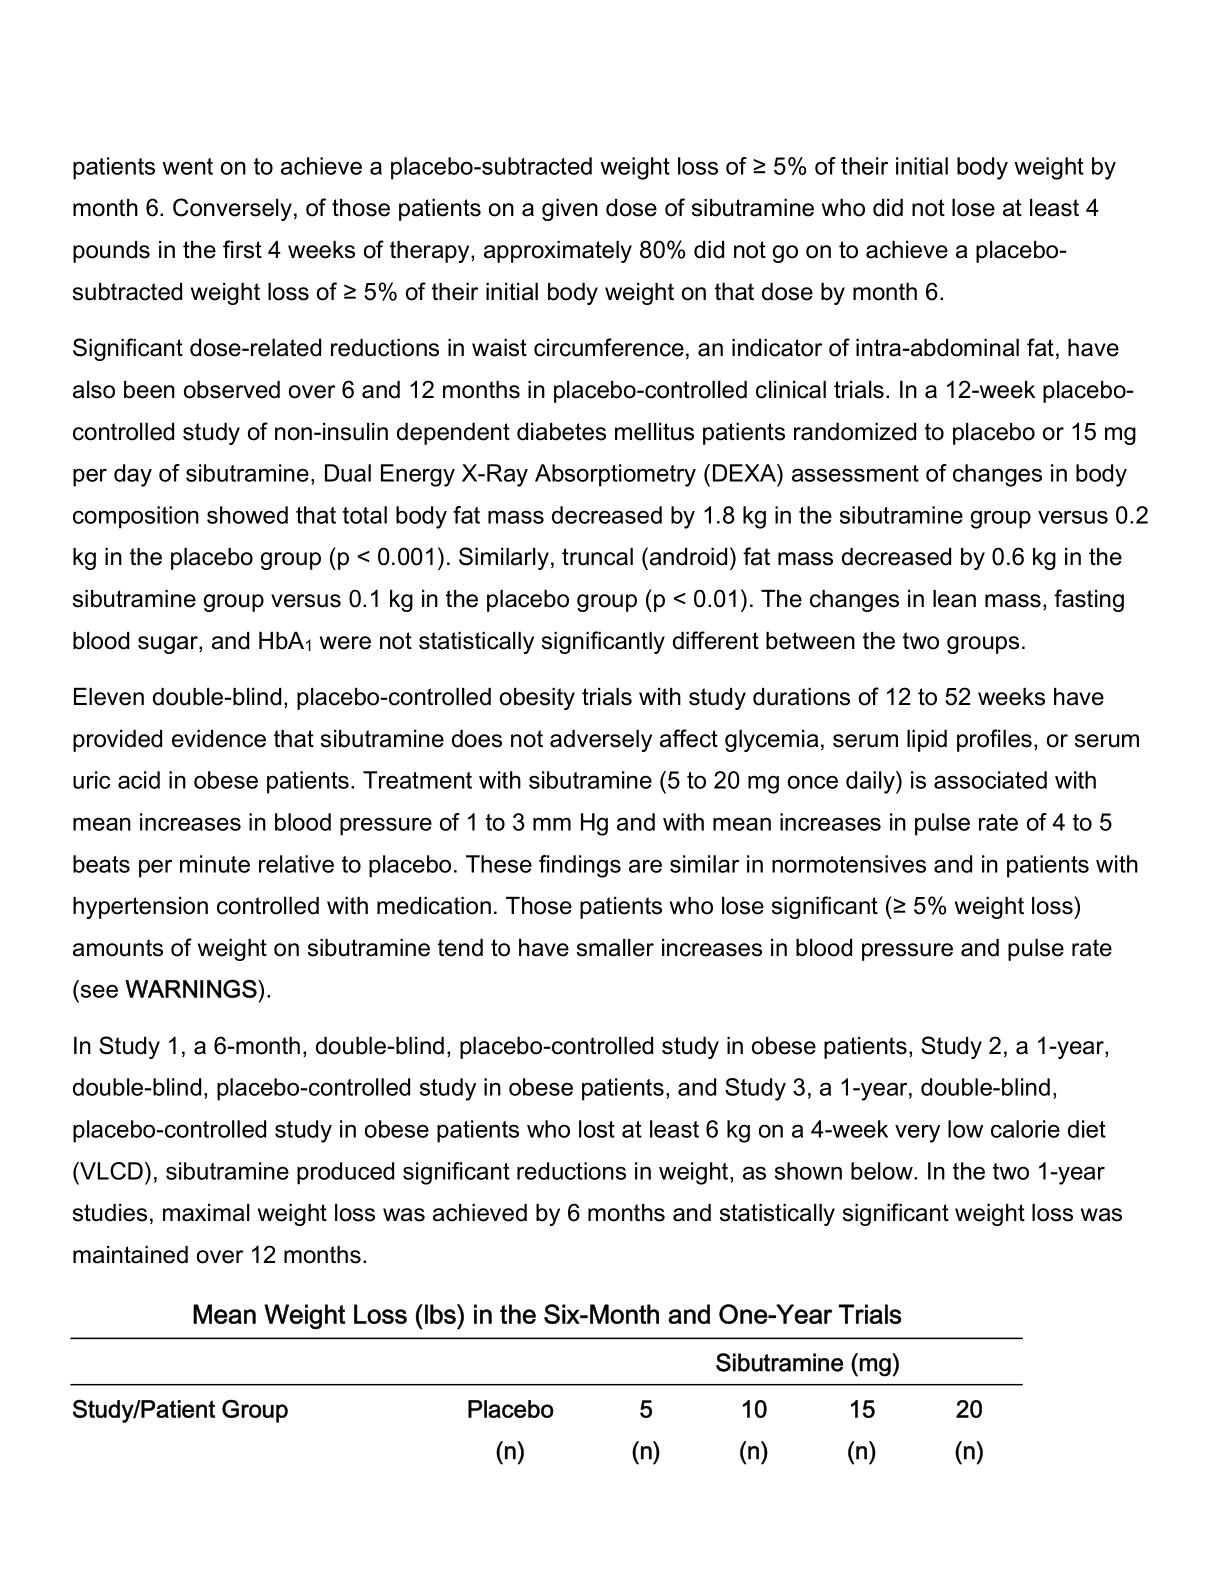 patients went on to achieve a placebo-subtracted weight loss of ≥ 5% of their initial body weight by
month 6. Conversely, of those patients on a given dose of sibutramine who did not lose at least 4
pounds in the first 4 weeks of therapy, approximately 80% did not go on to achieve a placebo-
subtracted weight loss of ≥ 5% of their initial body weight on that dose by month 6.
Significant dose-related reductions in waist circumference, an indicator of intra-abdominal fat, have
also been observed over 6 and 12 months in placebo-controlled clinical trials. In a 12-week placebo-
controlled study of non-insulin dependent diabetes mellitus patients randomized to placebo or 15 mg
per day of sibutramine, Dual Energy X-Ray Absorptiometry (DEXA) assessment of changes in body
composition showed that total body fat mass decreased by 1.8 kg in the sibutramine group versus 0.2
kg in the placebo group (p < 0.001). Similarly, truncal (android) fat mass decreased by 0.6 kg in the
sibutramine group versus 0.1 kg in the placebo group (p < 0.01). The changes in lean mass, fasting
blood sugar, and HbA₁ were not statistically significantly different between the two groups.
Eleven double-blind, placebo-controlled obesity trials with study durations of 12 to 52 weeks have
provided evidence that sibutramine does not adversely affect glycemia, serum lipid profiles, or serum
uric acid in obese patients. Treatment with sibutramine (5 to 20 mg once daily) is associated with
mean increases in blood pressure of 1 to 3 mm Hg and with mean increases in pulse rate of 4 to 5
beats per minute relative to placebo. These findings are similar in normotensives and in patients with
hypertension controlled with medication. Those patients who lose significant (≥ 5% weight loss)
amounts of weight on sibutramine tend to have smaller increases in blood pressure and pulse rate
(see WARNINGS).
In Study 1, a 6-month, double-blind, placebo-controlled study in obese patients, Study 2, a 1-year,
double-blind, placebo-controlled study in obese patients, and Study 3, a 1-year, double-blind,
placebo-controlled study in obese patients who lost at least 6 kg on a 4-week very low calorie diet
(VLCD), sibutramine produced significant reductions in weight, as shown below. In the two 1-year
studies, maximal weight loss was achieved by 6 months and statistically significant weight loss was
maintained over 12 months.
Mean Weight Loss (lbs) in the Six-Month and One-Year Trials
Sibutramine (mg)
Study/Patient Group Placebo 5 10 15 20
(n) (n) (n) (n) (n)